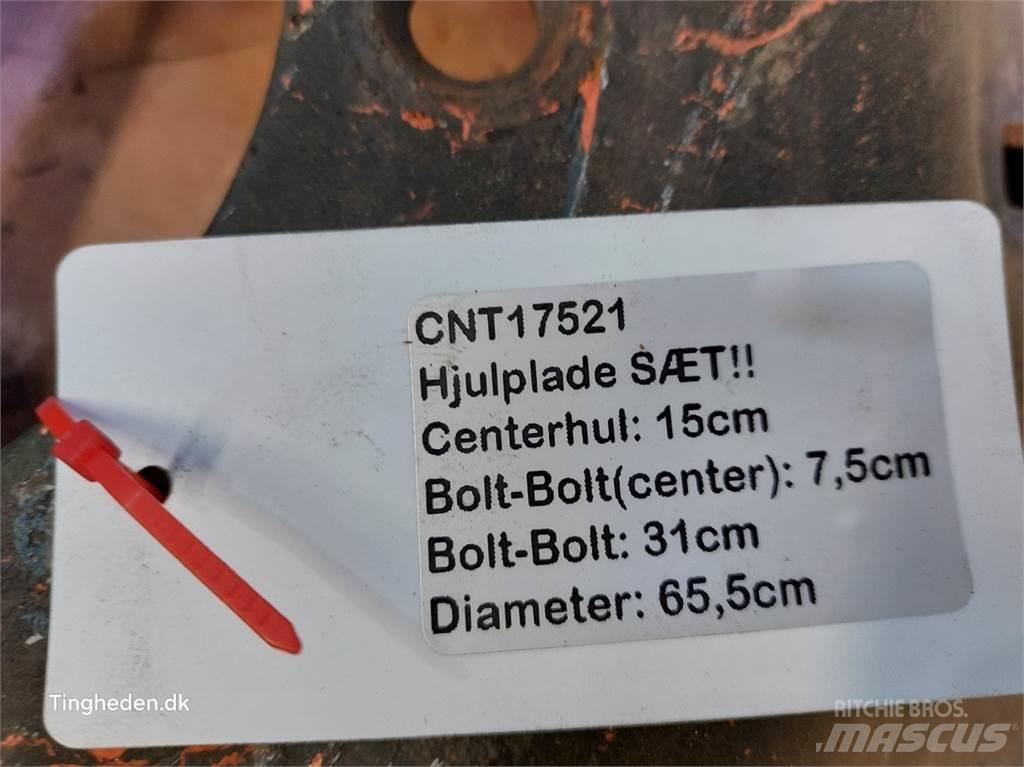 CNT17521
Hjulplade SÆT!!
Centerhul: 15cm
Bolt-Bolt(center): 7,5cm
Bolt-Bolt: 31cm
Diameter: 65,5cm
Tingheden.dk
RITCHIE BROS.
MASCUS